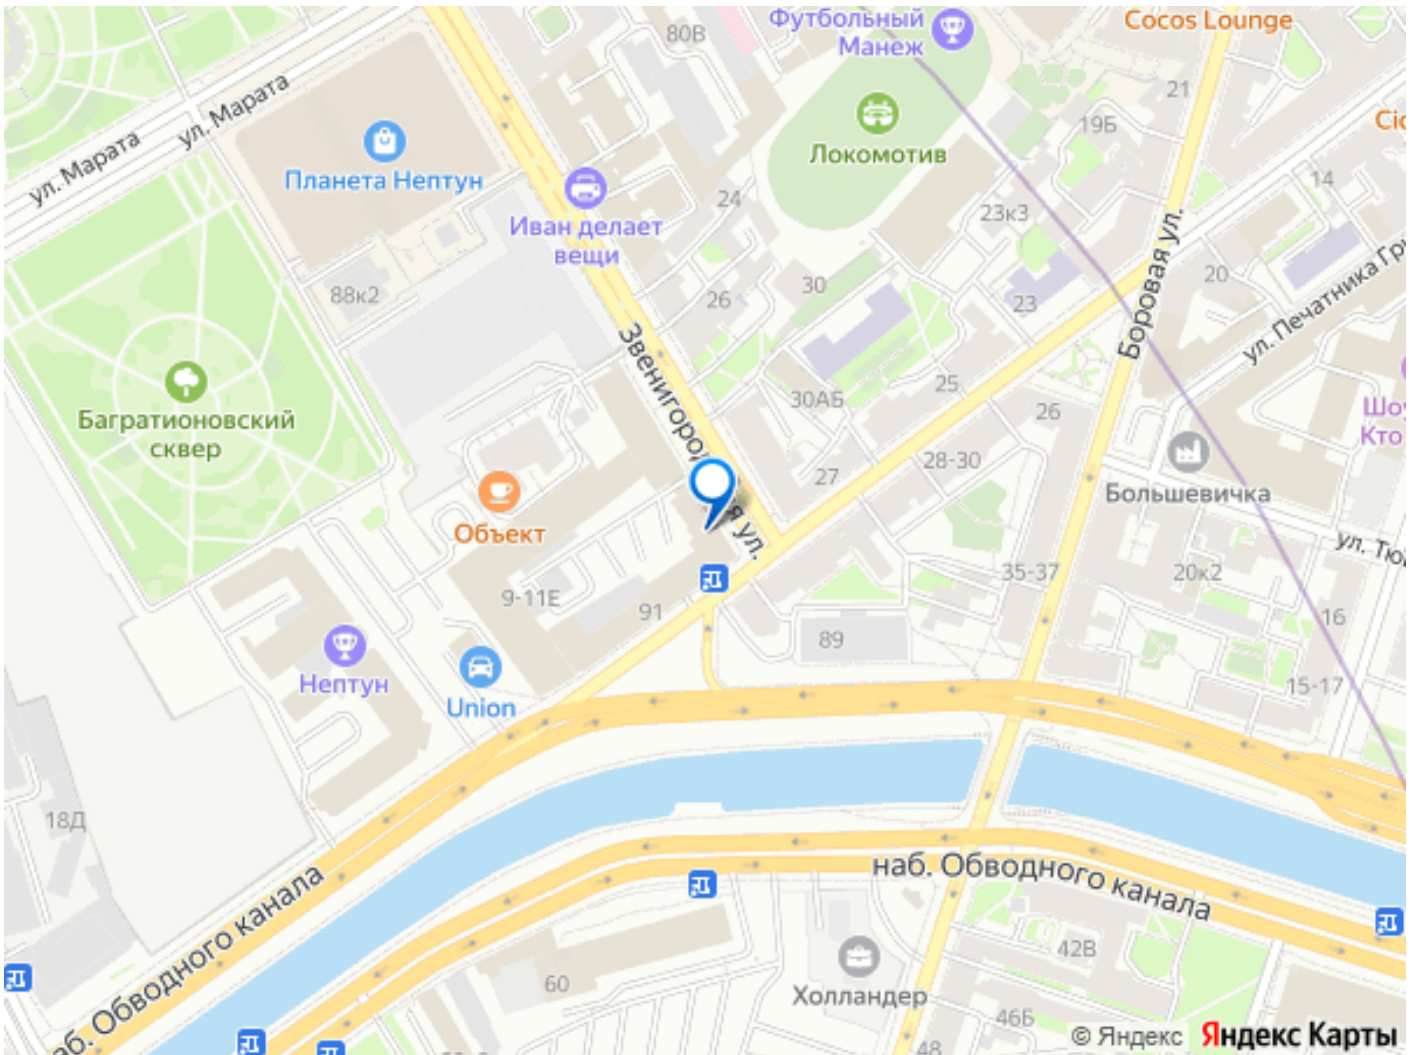 80В
Футбольный
Манеж
Cocos Lounge
21
ул. Марата
ул. Марата
Планета Нептун
Локомотив
19Б
14
Иван делает
вещи
24
23к3
88к2
26
30
23
20
Боровая ул.
ул. Печатника
Звенигоро
ул.
30АБ
25
26
Багратионовский
сквер
27
28-30
Большевичка
Объект
9-11Е
91
35-37
20к2
16
89
Нептун
Union
15-17
18Д
наб. Обводного канала
наб. Обводного канала
42В
60
Холландер
46Б
48
© Яндекс Яндекс Карты